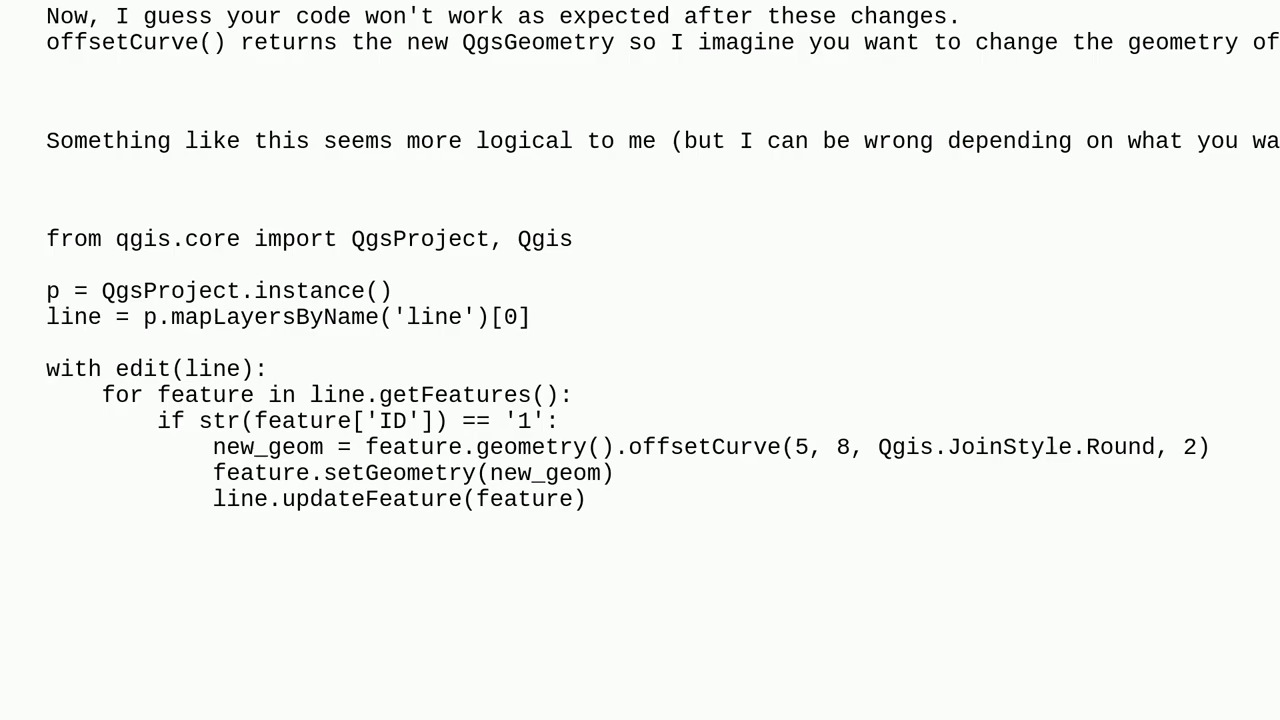 Now, I guess your code won't work as expected after these changes.
offsetCurve() returns the new QgsGeometry so I imagine you want to change the geometry of
Something like this seems more logical to me (but I can be wrong depending on what you wa
from qgis.core import QgsProject, Qgis
p = QgsProject.instance()
line = p.mapLayersByName('line')[0]
with edit(line):
    for feature in line.getFeatures():
        if str(feature['ID']) == '1':
            new_geom = feature.geometry().offsetCurve(5, 8, Qgis.JoinStyle.Round, 2)
            feature.setGeometry(new_geom)
            line.updateFeature(feature)